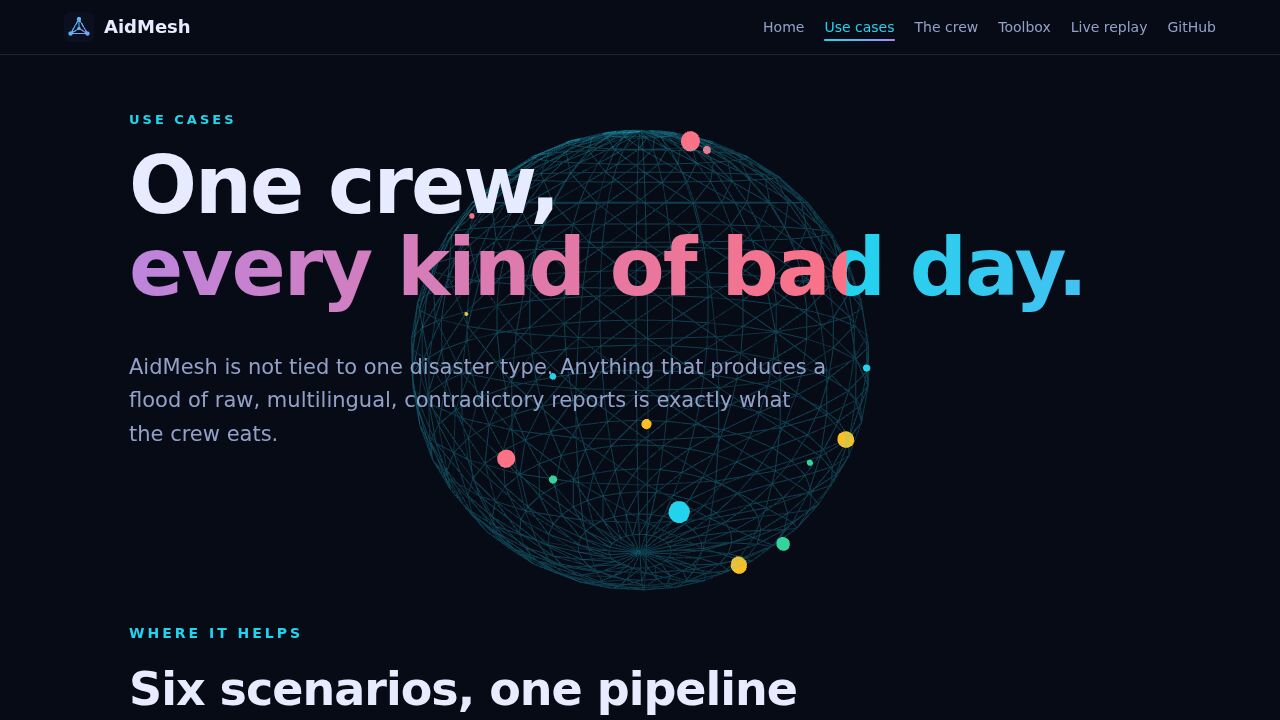 AidMesh
Home Use cases The crew Toolbox Live replay GitHub
USE CASES
One crew,
every kind of bad day.
AidMesh is not tied to one disaster type. Anything that produces a
flood of raw, multilingual, contradictory reports is exactly what
the crew eats.
WHERE IT HELPS
Six scenarios, one pipeline